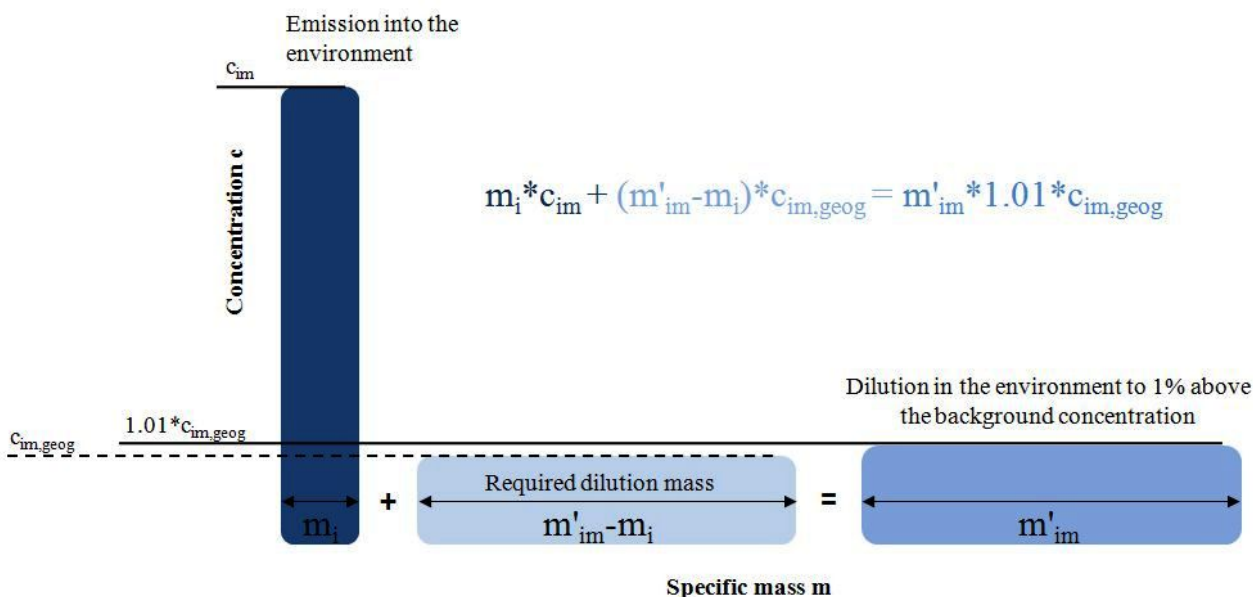 Emission into the
environment
c_im
Concentration c
m_i*c_im + (m'_im-m_i)*c_im,geog = m'_im*1.01*c_im,geog
Dilution in the environment to 1% above
the background concentration
1.01*c_im,geog
c_im,geog
Required dilution mass
+
=
m_i
m'_im-m_i
m'_im
Specific mass m